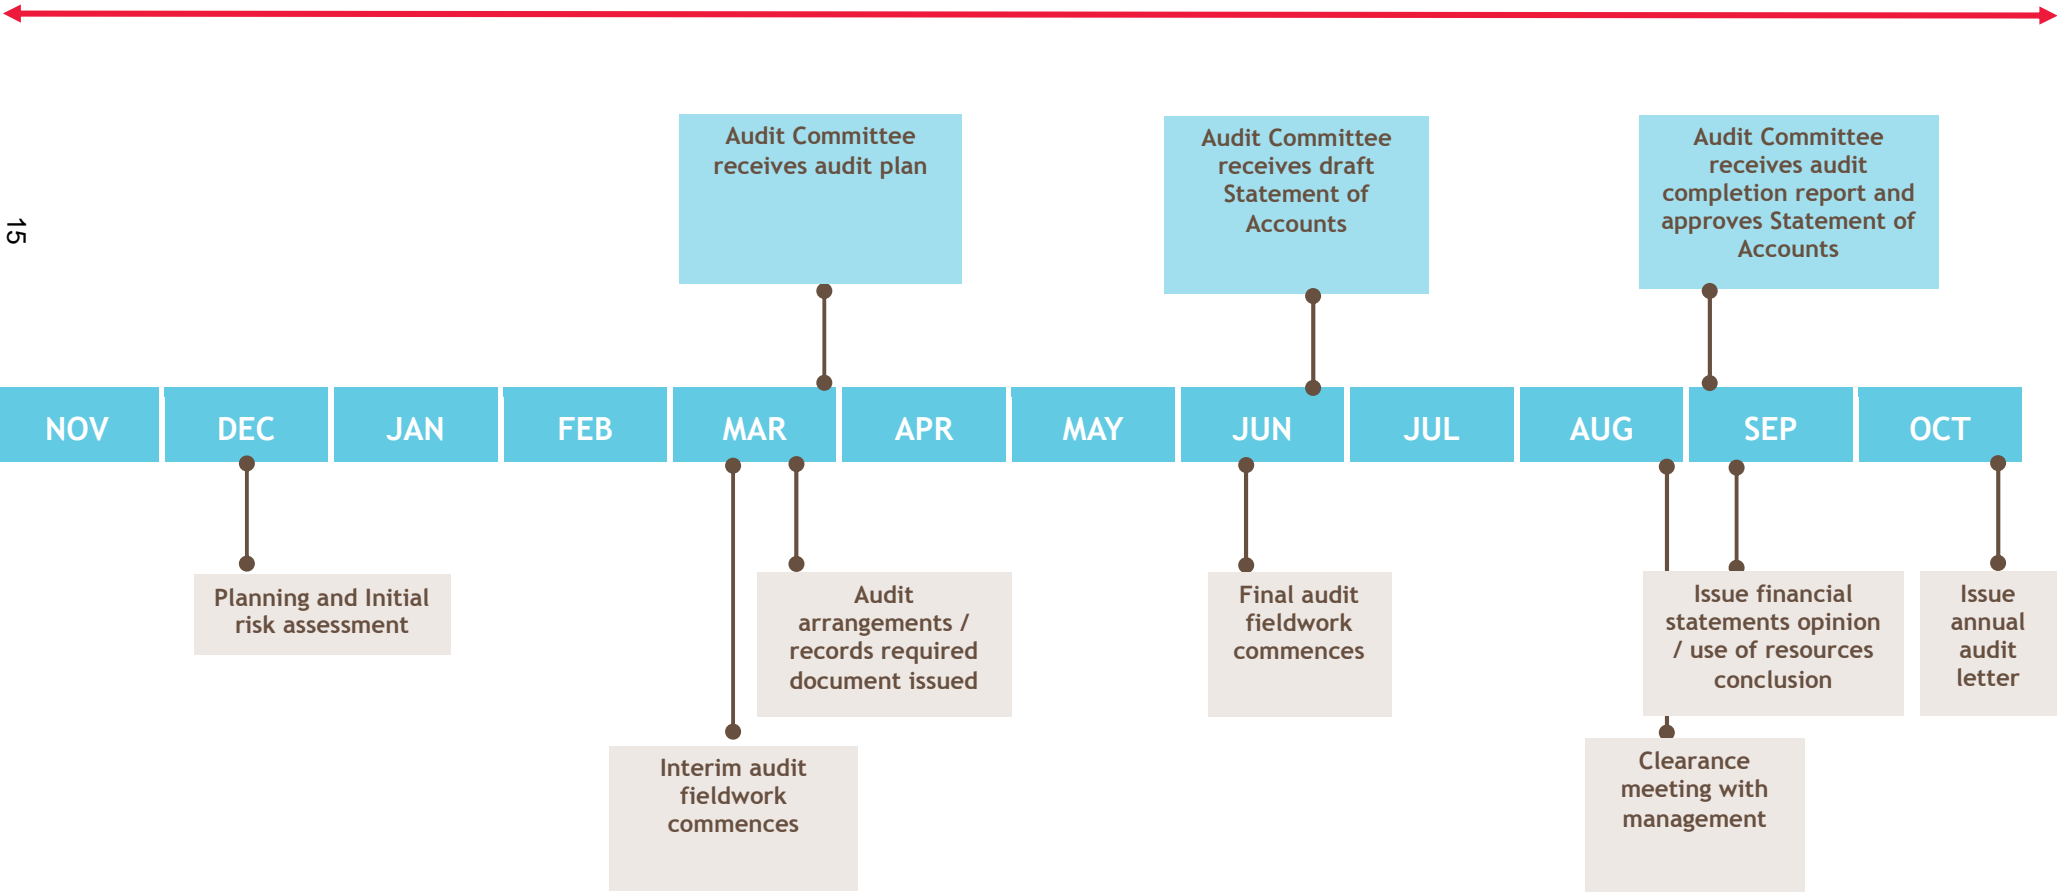 15
Audit Committee
receives audit plan
Audit Committee
receives draft
Statement of
Accounts
Audit Committee
receives audit
completion report and
approves Statement of
Accounts
NOV DEC JAN FEB MAR APR MAY JUN JUL AUG SEP OCT
Planning and Initial
risk assessment
Interim audit
fieldwork
commences
Audit
arrangements /
records required
document issued
Final audit
fieldwork
commences
Clearance
meeting with
management
Issue financial
statements opinion
/ use of resources
conclusion
Issue
annual
audit
letter